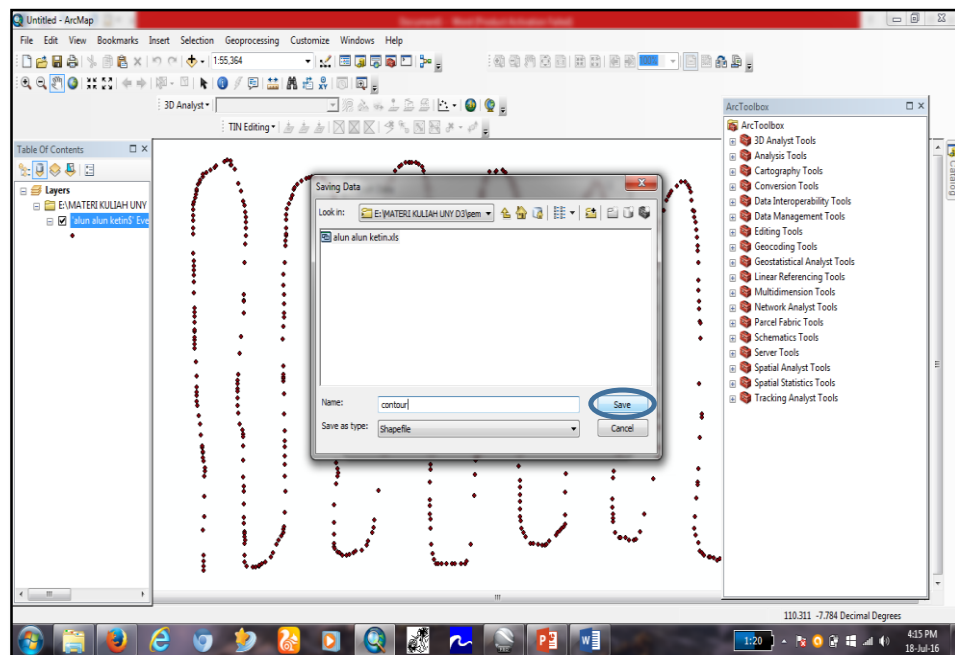 Untitled - ArcMap
File Edit View Bookmarks Insert Selection Geoprocessing Customize Windows Help
1:55,364
100%
3D Analyst
TIN Editing
Table Of Contents
Layers
E:\MATERI KULIAH UNY
'alun alun ketin$' Eve
Saving Data
Look in: E:\MATERI KULIAH UNY D3\sem
alun alun ketin.xls
Name: contour
Save
Save as type: Shapefile
Cancel
ArcToolbox
ArcToolbox
3D Analyst Tools
Analysis Tools
Cartography Tools
Conversion Tools
Data Interoperability Tools
Data Management Tools
Editing Tools
Geocoding Tools
Geostatistical Analyst Tools
Linear Referencing Tools
Multidimension Tools
Network Analyst Tools
Parcel Fabric Tools
Schematics Tools
Server Tools
Spatial Analyst Tools
Spatial Statistics Tools
Tracking Analyst Tools
Catalog
110.311 -7.784 Decimal Degrees
1:20
4:15 PM
18-Jul-16